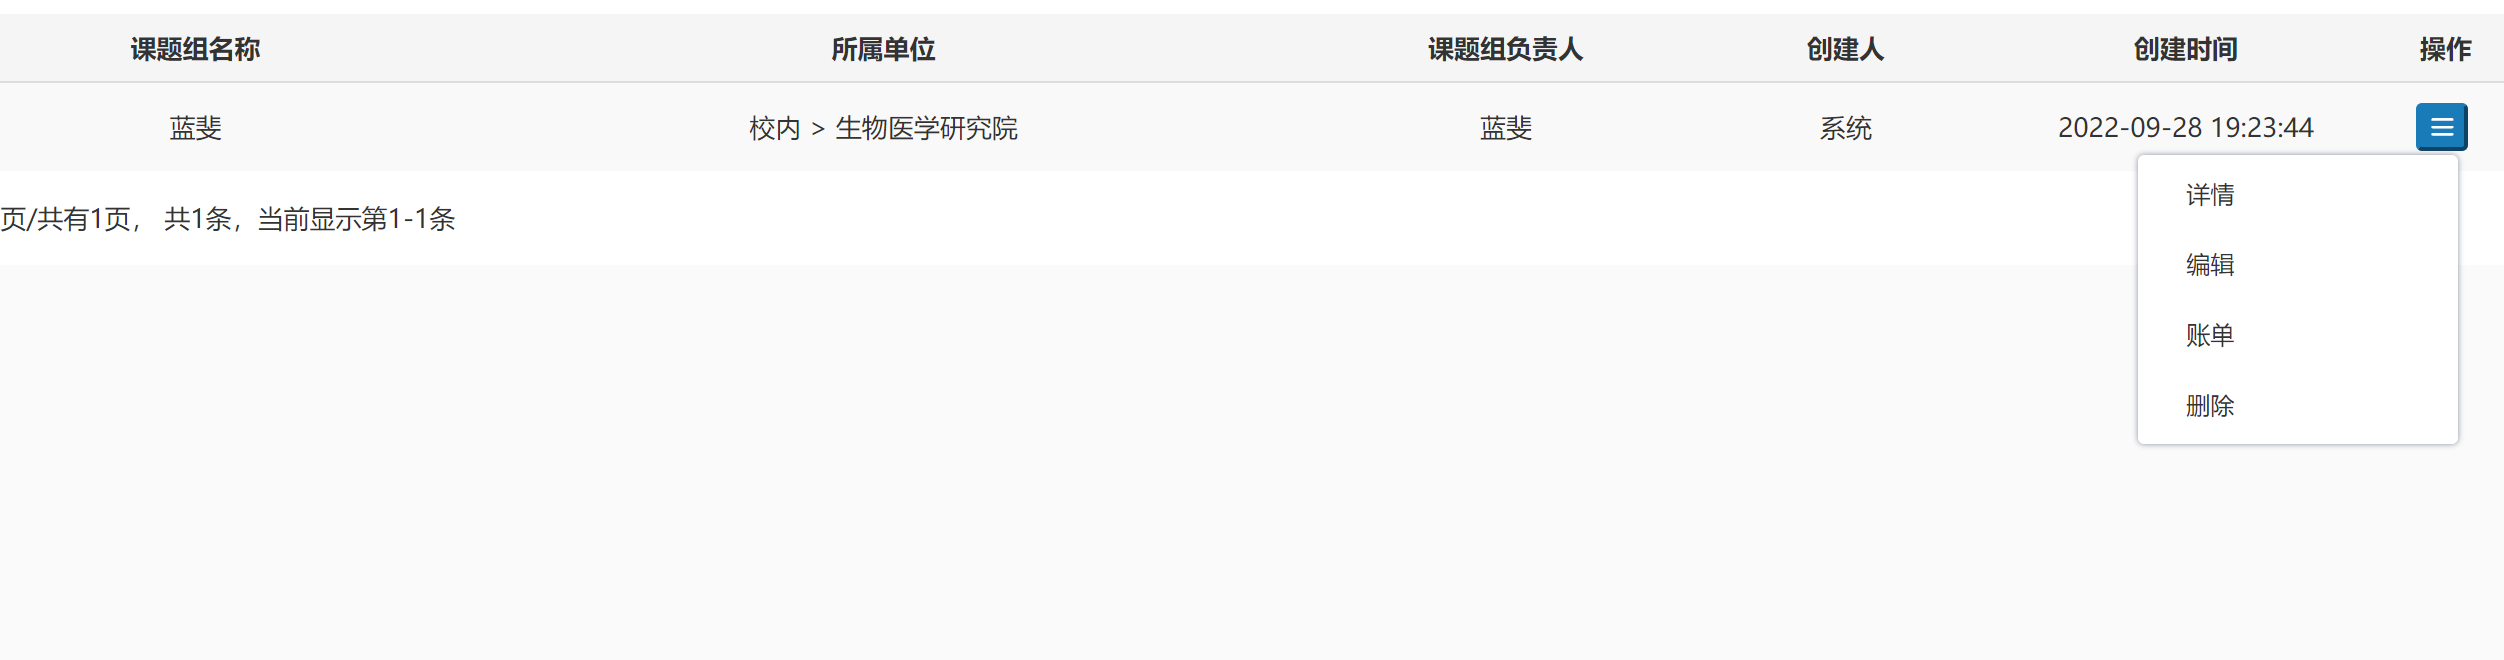 课题组名称 所属单位 课题组负责人 创建人 创建时间 操作
蓝斐 校内 > 生物医学研究院 蓝斐 系统 2022-09-28 19:23:44
详情
页/共有1页， 共1条，当前显示第1-1条
编辑
账单
删除